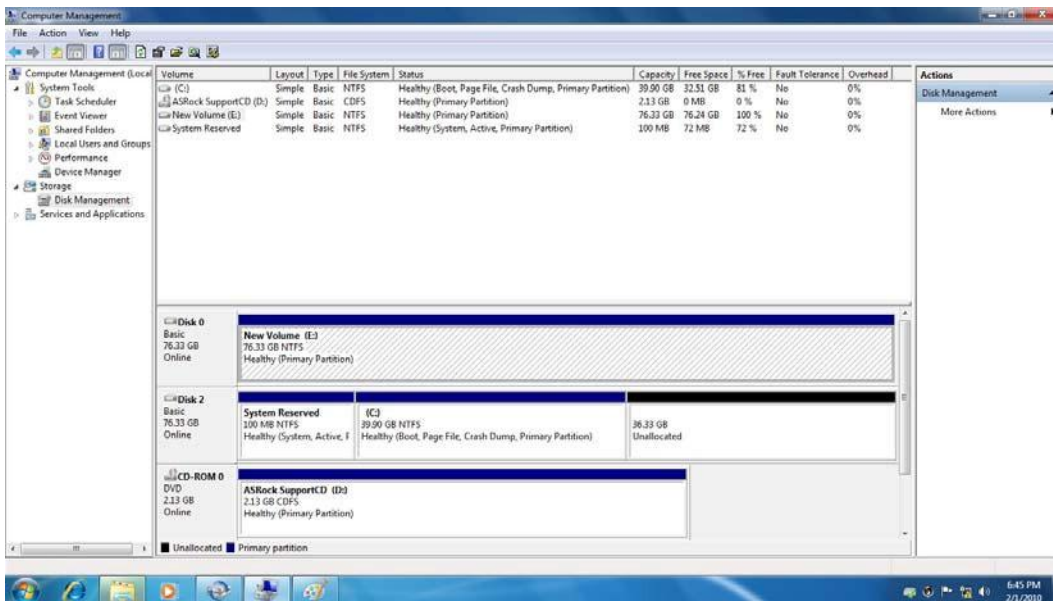 Computer Management
File Action View Help
Computer Management (Local
System Tools
Task Scheduler
Event Viewer
Shared Folders
Local Users and Groups
Performance
Device Manager
Storage
Disk Management
Services and Applications
Volume Layout Type File System Status Capacity Free Space % Free Fault Tolerance Overhead
(C:) Simple Basic NTFS Healthy (Boot, Page File, Crash Dump, Primary Partition) 39.90 GB 32.51 GB 81 % No 0%
ASRock SupportCD (D:) Simple Basic CDFS Healthy (Primary Partition) 2.13 GB 0 MB 0 % No 0%
New Volume (E:) Simple Basic NTFS Healthy (Primary Partition) 76.33 GB 76.24 GB 100 % No 0%
System Reserved Simple Basic NTFS Healthy (System, Active, Primary Partition) 100 MB 72 MB 72 % No 0%
Actions
Disk Management
More Actions
Disk 0
Basic
76.33 GB
Online
New Volume (E:)
76.33 GB NTFS
Healthy (Primary Partition)
Disk 2
Basic
76.33 GB
Online
System Reserved
100 MB NTFS
Healthy (System, Active, F
(C:)
39.90 GB NTFS
Healthy (Boot, Page File, Crash Dump, Primary Partition)
36.33 GB
Unallocated
CD-ROM 0
DVD
2.13 GB
Online
ASRock SupportCD (D:)
2.13 GB CDFS
Healthy (Primary Partition)
Unallocated Primary partition
6:45 PM
2/1/2010